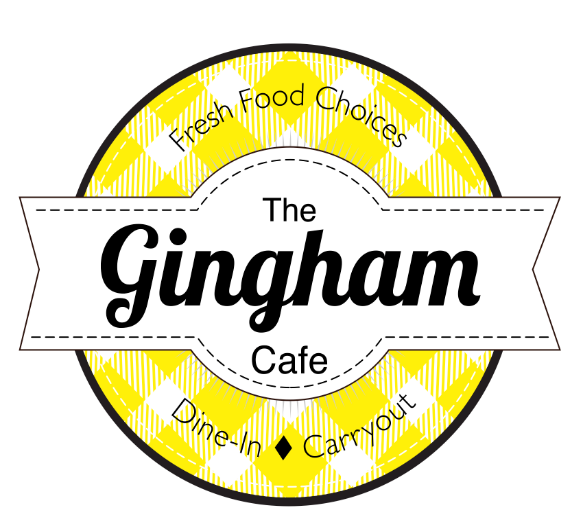 Fresh Food Choices
The
Gingham
Cafe
Dine-In ♦ Carryout